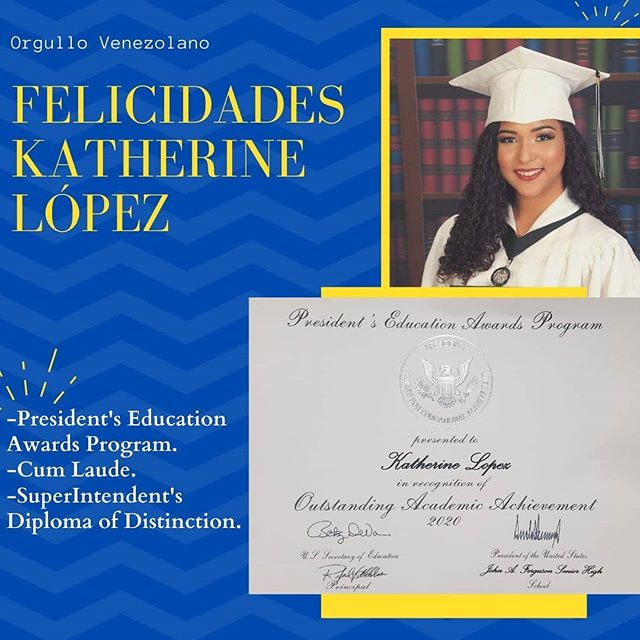 Orgullo Venezolano
FELICIDADES
KATHERINE
LÓPEZ
-President's Education
Awards Program.
-Cum Laude.
-SuperIntendent's
Diploma of Distinction.
President's Education Awards Program
presented to
Katherine Lopez
in recognition of
Outstanding Academic Achievement
2020
U.S. Secretary of Education
President of the United States
Principal
John A. Ferguson Senior High
School